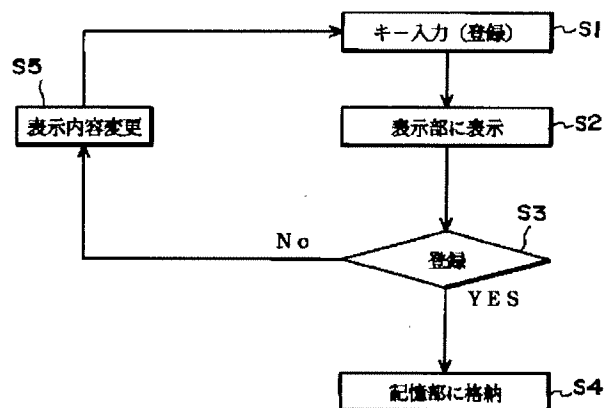 キー入力（登録） S1
S5
表示内容変更
表示部に表示 S2
S3
No
登録
YES
記憶部に格納 S4